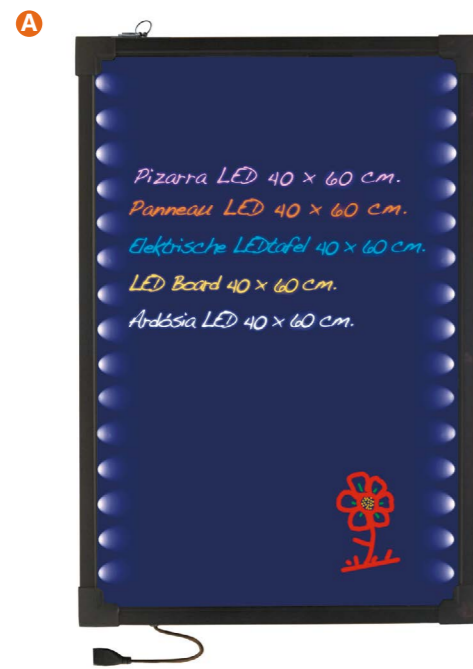 A
Pizarra LED 40 x 60 cm.
Panneau LED 40 x 60 cm.
Elektrische LEDtafel 40 x 60 cm.
LED Board 40 x 60 cm.
Ardósia LED 40 x 60 cm.